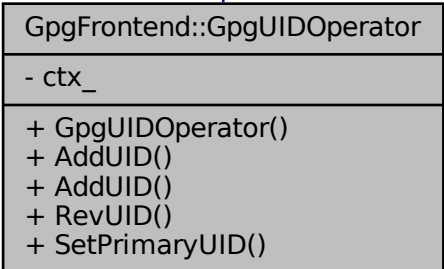 GpgFrontend::GpgUIDOperator
- ctx_
+ GpgUIDOperator()
+ AddUID()
+ AddUID()
+ RevUID()
+ SetPrimaryUID()